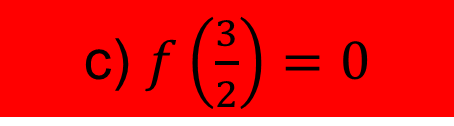 c) f(3/2) = 0